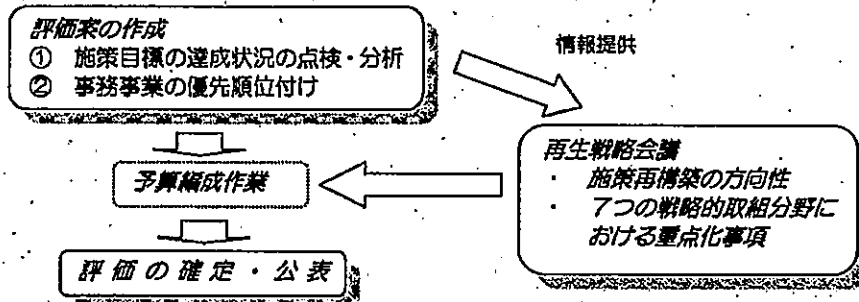 評価案の作成
① 施策目標の達成状況の点検・分析
② 事務事業の優先順位付け
情報提供
再生戦略会議
・ 施策再構築の方向性
・ 7つの戦略的取組分野に
おける重点化事項
予算編成作業
評価の確定・公表